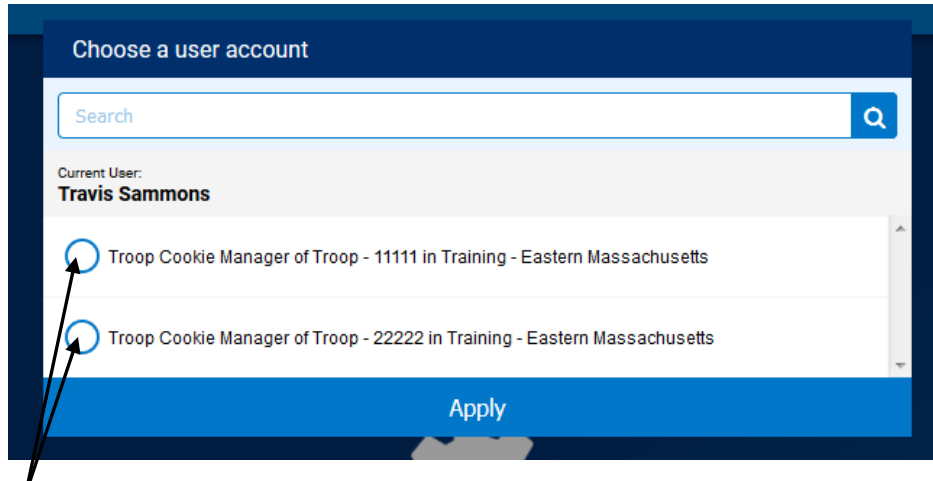 Choose a user account
Search
Current User:
Travis Sammons
Troop Cookie Manager of Troop - 11111 in Training - Eastern Massachusetts
Troop Cookie Manager of Troop - 22222 in Training - Eastern Massachusetts
Apply